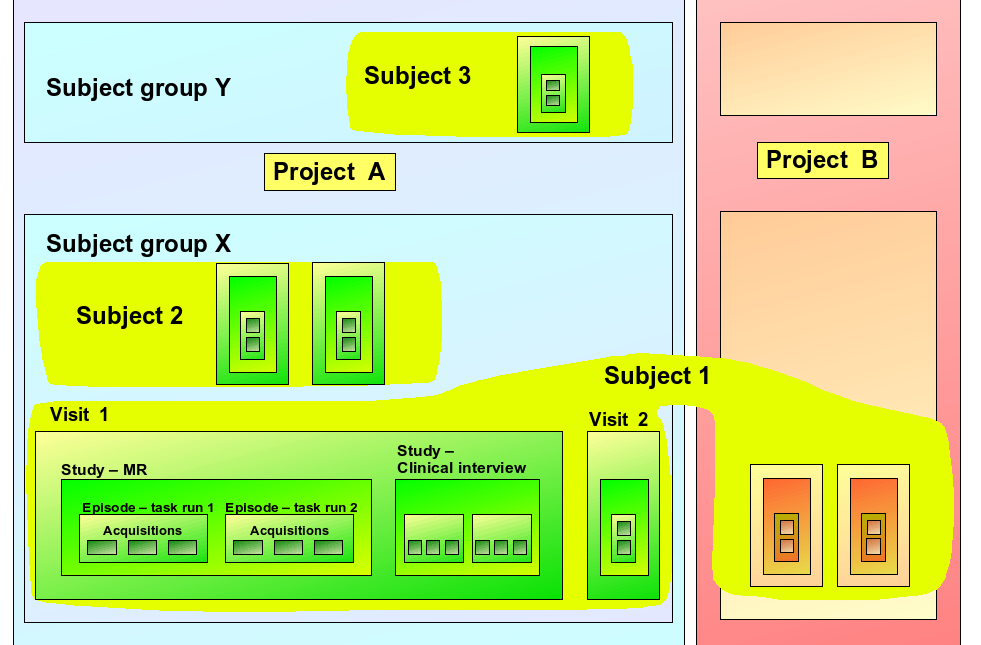 Subject group Y
Subject 3
Project A
Project B
Subject group X
Subject 2
Subject 1
Visit 1
Visit 2
Study – MR
Study –
Clinical interview
Episode – task run 1
Episode – task run 2
Acquisitions
Acquisitions